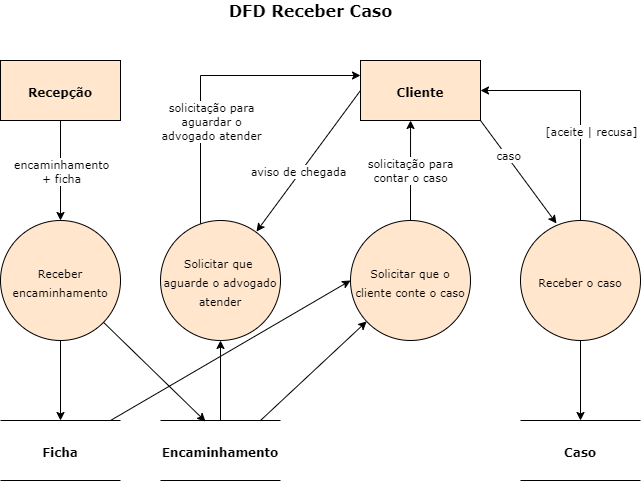 DFD Receber Caso
Recepção
Cliente
solicitação para
aguardar o
advogado atender
[aceite | recusa]
encaminhamento
+ ficha
aviso de chegada
solicitação para
contar o caso
caso
Receber
encaminhamento
Solicitar que
aguarde o advogado
atender
Solicitar que o
cliente conte o caso
Receber o caso
Ficha
Encaminhamento
Caso